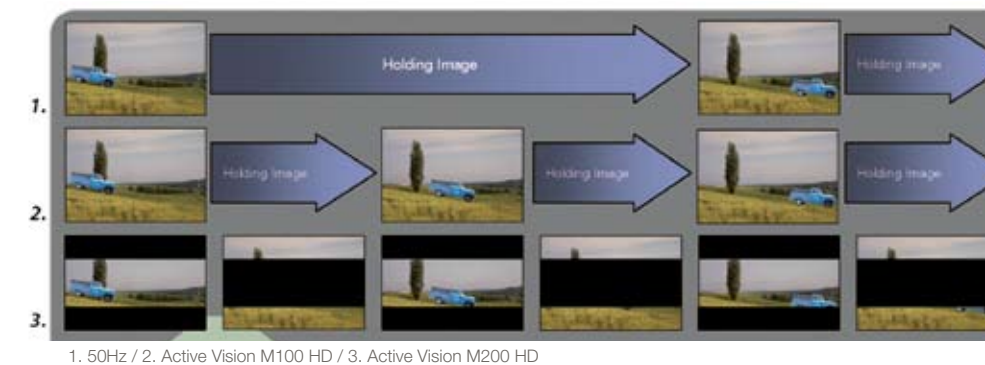 Holding Image
Holding Image
1.
Holding Image
Holding Image
Holding Image
2.
3.
1. 50Hz / 2. Active Vision M100 HD / 3. Active Vision M200 HD